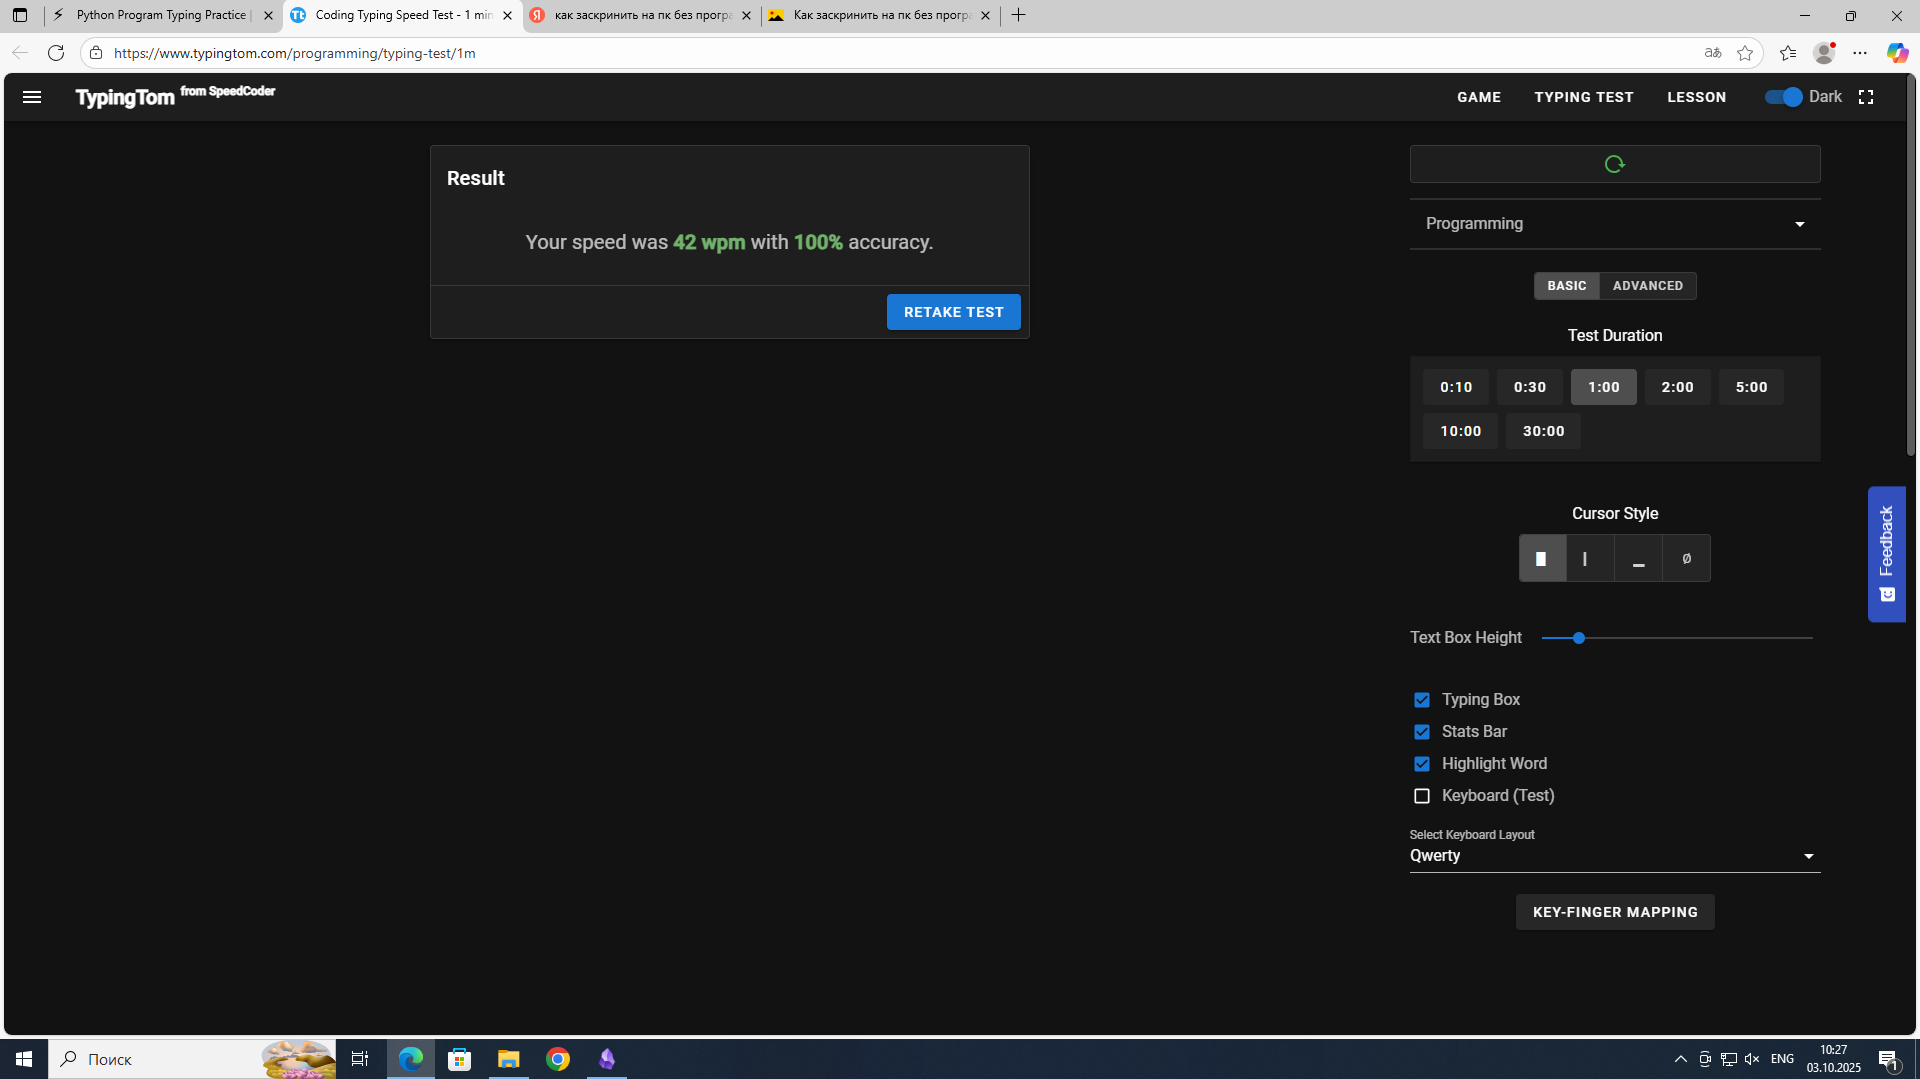 Python Program Typing Practice |
Coding Typing Speed Test - 1 min
как заскринить на пк без програ
Как заскринить на пк без програ
https://www.typingtom.com/programming/typing-test/1m
TypingTom from SpeedCoder
GAME TYPING TEST LESSON Dark
Result
Your speed was 42 wpm with 100% accuracy.
RETAKE TEST
Programming
BASIC ADVANCED
Test Duration
0:10 0:30 1:00 2:00 5:00
10:00 30:00
Cursor Style
Feedback
Text Box Height
Typing Box
Stats Bar
Highlight Word
Keyboard (Test)
Select Keyboard Layout
Qwerty
KEY-FINGER MAPPING
Поиск
ENG
10:27
03.10.2025
1